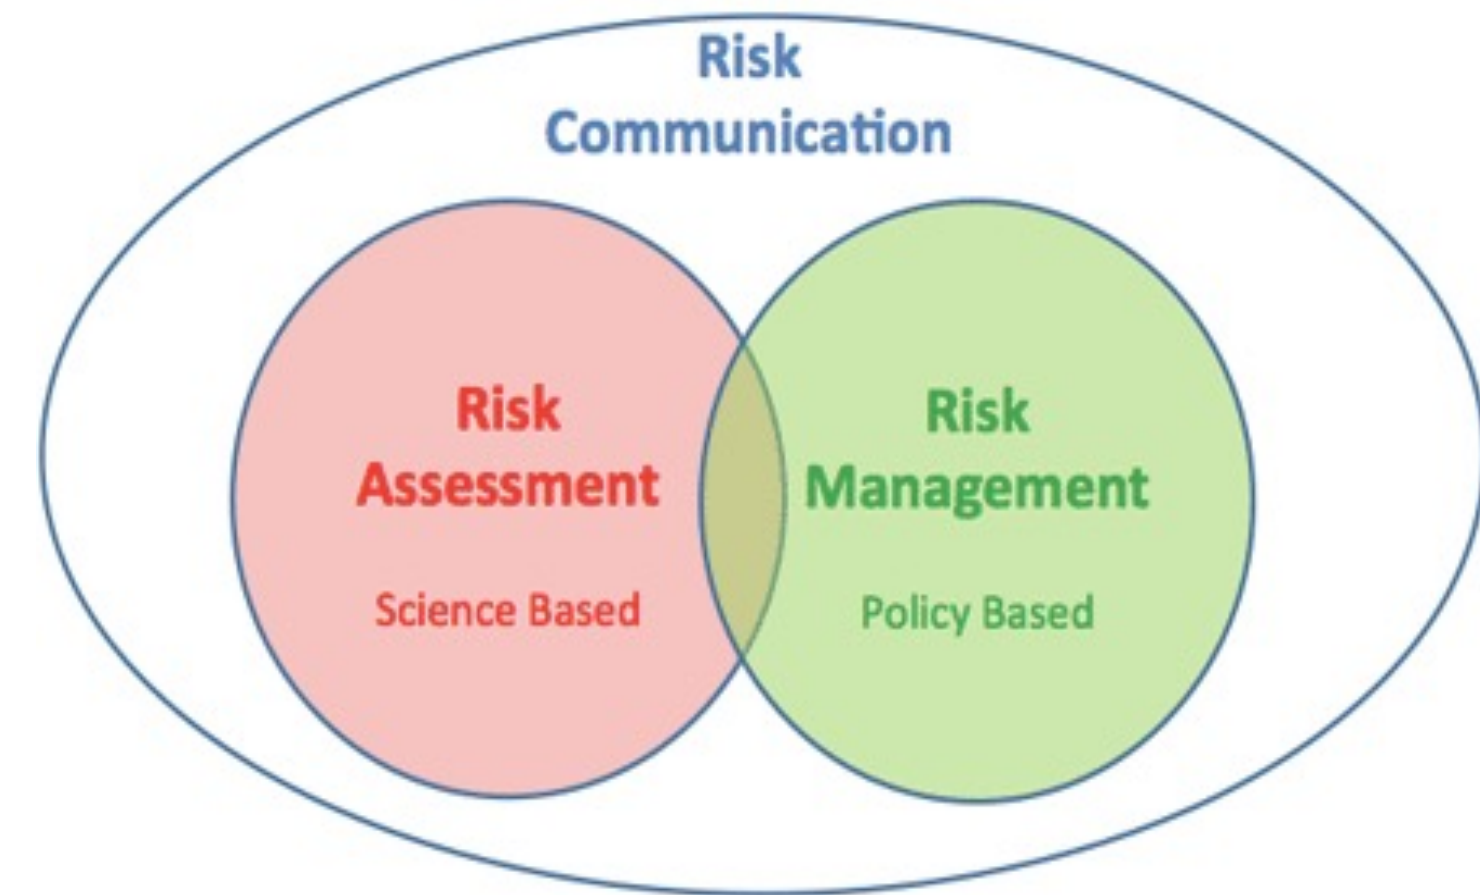 Risk
Communication
Risk
Assessment
Science Based
Risk
Management
Policy Based